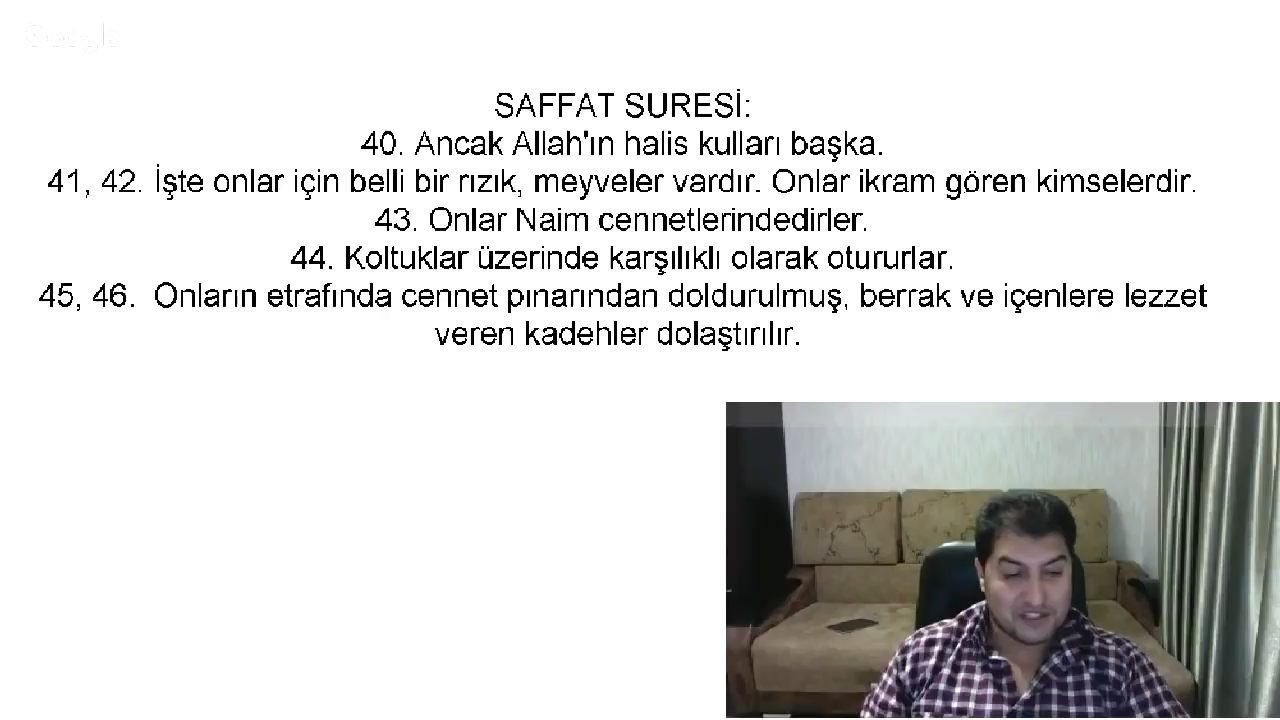 Google
SAFFAT SURESİ:
40. Ancak Allah'ın halis kulları başka.
41, 42. İşte onlar için belli bir rızık, meyveler vardır. Onlar ikram gören kimselerdir.
43. Onlar Naim cennetlerindedirler.
44. Koltuklar üzerinde karşılıklı olarak otururlar.
45, 46.  Onların etrafında cennet pınarından doldurulmuş, berrak ve içenlere lezzet
veren kadehler dolaştırılır.